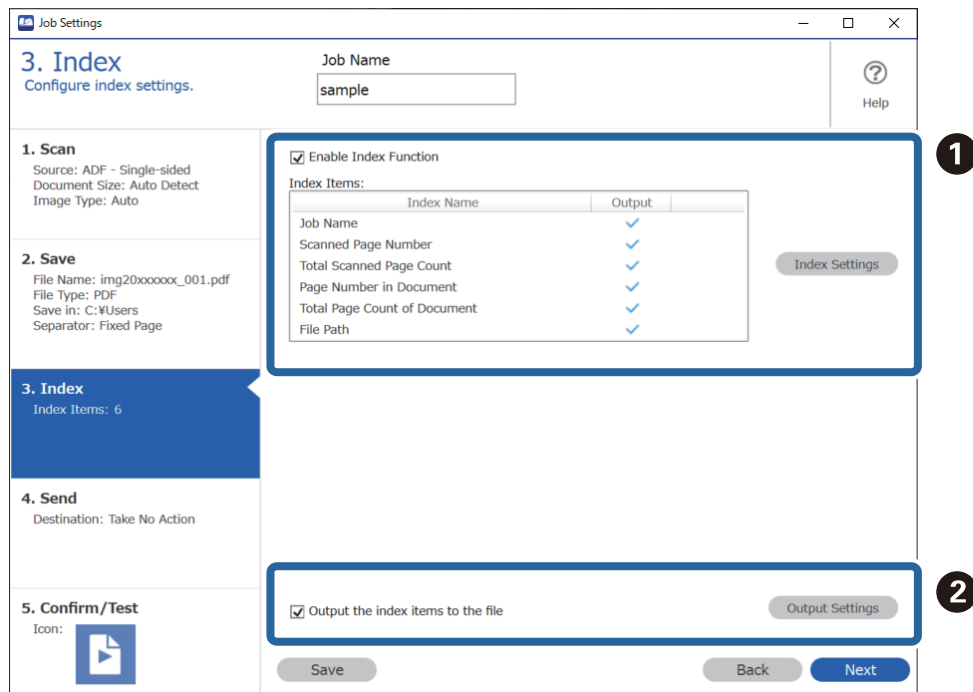 Job Settings
3. Index
Configure index settings.
Job Name
sample
Help
1. Scan
Source: ADF - Single-sided
Document Size: Auto Detect
Image Type: Auto
2. Save
File Name: img20xxxxxx_001.pdf
File Type: PDF
Save in: C:¥Users
Separator: Fixed Page
3. Index
Index Items: 6
4. Send
Destination: Take No Action
5. Confirm/Test
Icon:
1
Enable Index Function
Index Items:
Index Name Output
Job Name
Scanned Page Number
Total Scanned Page Count
Page Number in Document
Total Page Count of Document
File Path
Index Settings
2
Output the index items to the file
Output Settings
Save Back Next